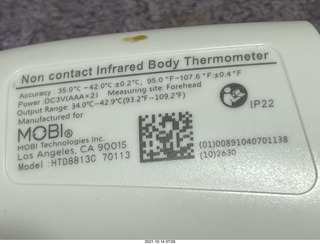 Non contact Infrared Body Thermometer
Accuracy: 35.0°C~42.0°C ±0.2°C, 95.0°F-107.6°F:±0.4°F
Power :DC3V(AAA×2) Measuring site: Forehead
Output Range: 34.0°C-42.9°C(93.2°F-109.2°F)
Manufactured for
MOBI®
MOBI Technologies Inc.
Los Angeles, CA 90015
Model :HTD8813C 70113
IP22
(01)00891040701138
(10)2630
2021-10-14 07:09